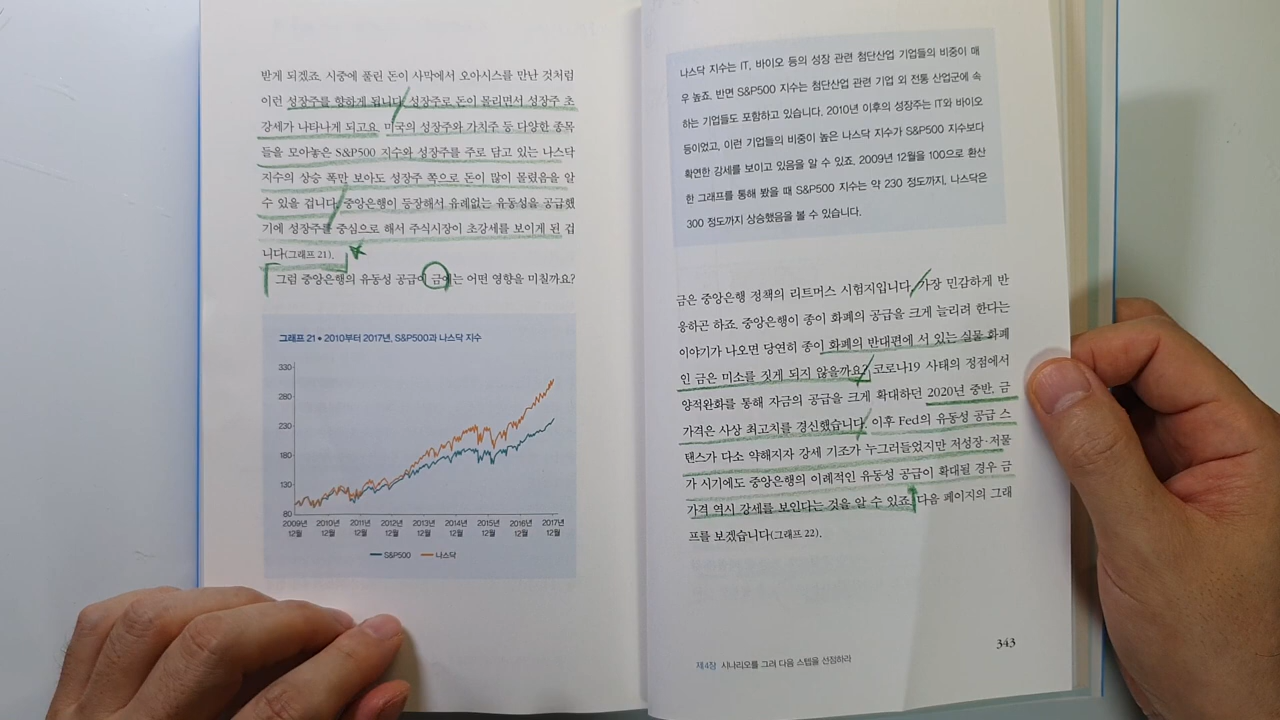 받게 되겠죠. 시중에 풀린 돈이 사막에서 오아시스를 만난 것처럼
이런 성장주를 향하게 됩니다. 성장주로 돈이 몰리면서 성장주 초
강세가 나타나게 되고요. 미국의 성장주와 가치주 등 다양한 종목
들을 모아놓은 S&P500 지수와 성장주를 주로 담고 있는 나스닥
지수의 상승 폭만 보아도 성장주 쪽으로 돈이 많이 몰렸음을 알
수 있을 겁니다. 중앙은행이 등장해서 유례없는 유동성을 공급했
기에 성장주를 중심으로 해서 주식시장이 초강세를 보이게 된 겁
니다(그래프 21).
그럼 중앙은행의 유동성 공급이 금에는 어떤 영향을 미칠까요?
그래프 21 • 2010부터 2017년, S&P500과 나스닥 지수
330
280
230
180
130
80
2009년 2010년 2011년 2012년 2013년 2014년 2015년 2016년 2017년
12월 12월 12월 12월 12월 12월 12월 12월 12월
S&P500 나스닥
나스닥 지수는 IT, 바이오 등의 성장 관련 첨단산업 기업들의 비중이 매
우 높죠. 반면 S&P500 지수는 첨단산업 관련 기업 외 전통 산업군에 속
하는 기업들도 포함하고 있습니다. 2010년 이후의 성장주는 IT와 바이오
등이었고, 이런 기업들의 비중이 높은 나스닥 지수가 S&P500 지수보다
확연한 강세를 보이고 있음을 알 수 있죠. 2009년 12월을 100으로 환산
한 그래프를 통해 봤을 때 S&P500 지수는 약 230 정도까지, 나스닥은
300 정도까지 상승했음을 볼 수 있습니다.
금은 중앙은행 정책의 리트머스 시험지입니다. 가장 민감하게 반
응하곤 하죠. 중앙은행이 종이 화폐의 공급을 크게 늘리려 한다는
이야기가 나오면 당연히 종이 화폐의 반대편에 서 있는 실물 화폐
인 금은 미소를 짓게 되지 않을까요? 코로나19 사태의 정점에서
양적완화를 통해 자금의 공급을 크게 확대하던 2020년 중반, 금
가격은 사상 최고치를 경신했습니다. 이후 Fed의 유동성 공급 스
탠스가 다소 약해지자 강세 기조가 누그러들었지만 저성장·저물
가 시기에도 중앙은행의 이례적인 유동성 공급이 확대될 경우 금
가격 역시 강세를 보인다는 것을 알 수 있죠. 다음 페이지의 그래
프를 보겠습니다(그래프 22).
제4장 시나리오를 그려 다음 스텝을 선점하라
343